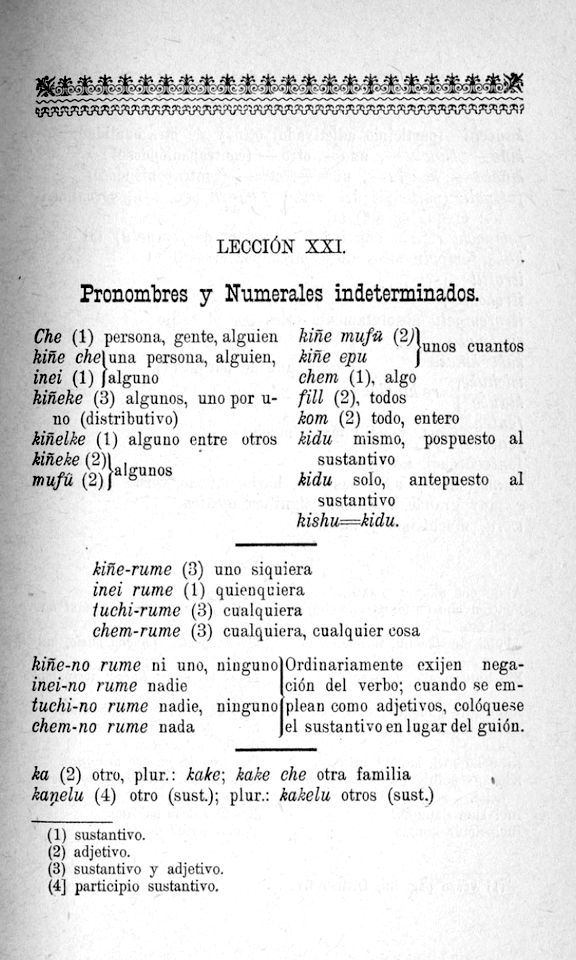 LECCIÓN XXI.
Pronombres y Numerales indeterminados.
Che (1) persona, gente, alguien
kiñe che}una persona, alguien,
inei (1) }alguno
kiñeke (3) algunos, uno por u-
no (distributivo)
kiñelke (1) alguno entre otros
kiñeke (2)}algunos
mufû (2)}
kiñe mufû (2)}unos cuantos
kiñe epu }
chem (1), algo
fill (2), todos
kom (2) todo, entero
kidu mismo, pospuesto al
sustantivo
kidu solo, antepuesto al
sustantivo
kishu=kidu.
kiñe-rume (3) uno siquiera
inei rume (1) quienquiera
tuchi-rume (3) cualquiera
chem-rume (3) cualquiera, cualquier cosa
kiñe-no rume ni uno, ninguno
inei-no rume nadie
tuchi-no rume nadie, ninguno
chem-no rume nada
}Ordinariamente exijen nega-
ción del verbo; cuando se em-
plean como adjetivos, colóquese
el sustantivo en lugar del guión.
ka (2) otro, plur.: kake; kake che otra familia
kaṇelu (4) otro (sust.); plur.: kakelu otros (sust.)
(1) sustantivo.
(2) adjetivo.
(3) sustantivo y adjetivo.
(4] participio sustantivo.